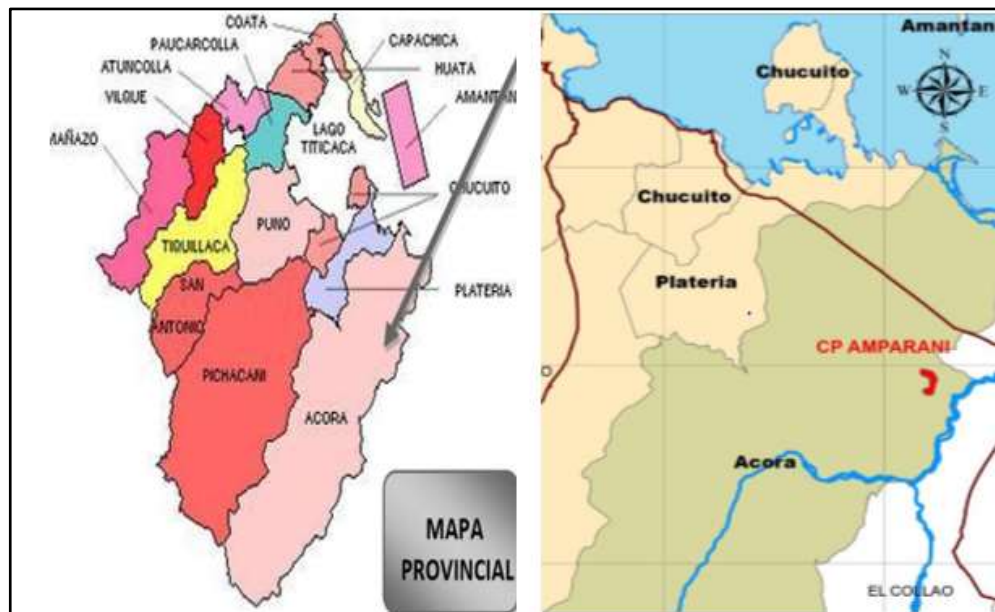 COATA
PAUCARCOLLA
CAPACHICA
ATUNCOLLA
HUATA
VILQUE
AMANTAN
MAÑAZO
LAGO
TITICACA
CHUCUITO
PUNO
TIQUILLACA
SAN
ANTONIO
PLATERIA
PICHACANI
ACORA
MAPA
PROVINCIAL
Amantan
Chucuito
N
W
E
S
Chucuito
Plateria
CP AMPARANI
Acora
EL COLLAO